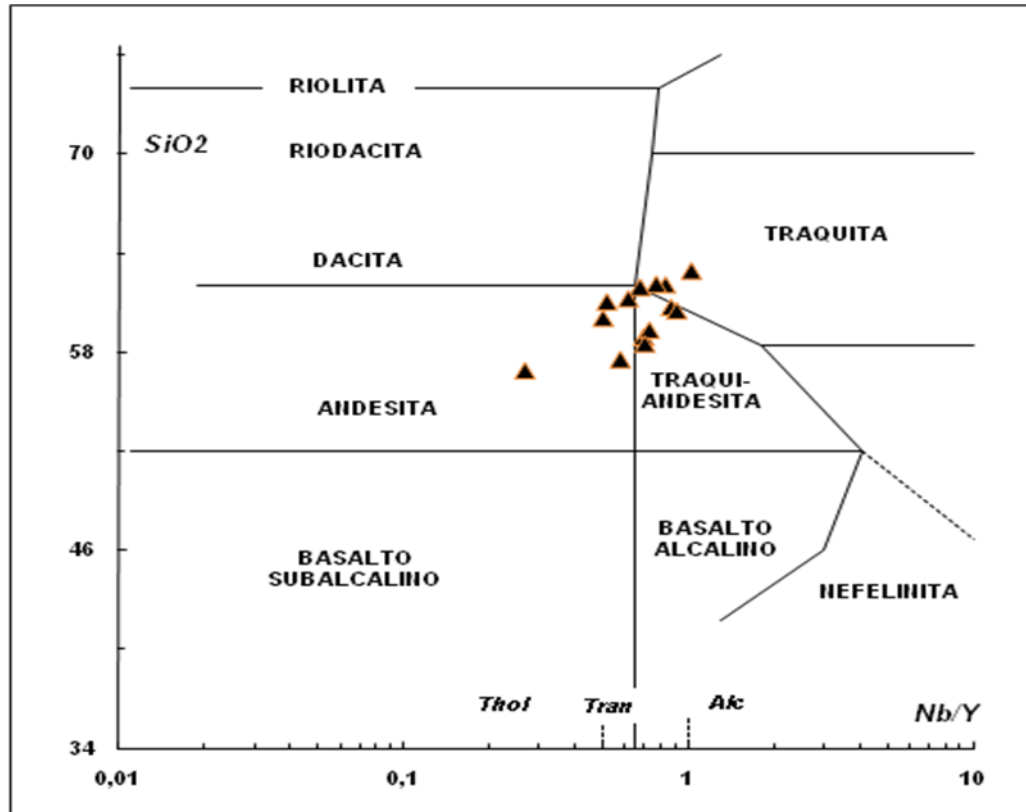 RIOLITA
SiO2
70
RIODACITA
TRAQUITA
DACITA
58
TRAQUI-
ANDESITA
ANDESITA
BASALTO
ALCALINO
46
BASALTO
SUBALCALINO
NEFELINITA
Thol
Tran
Alc
Nb/Y
34
0,01
0,1
1
10